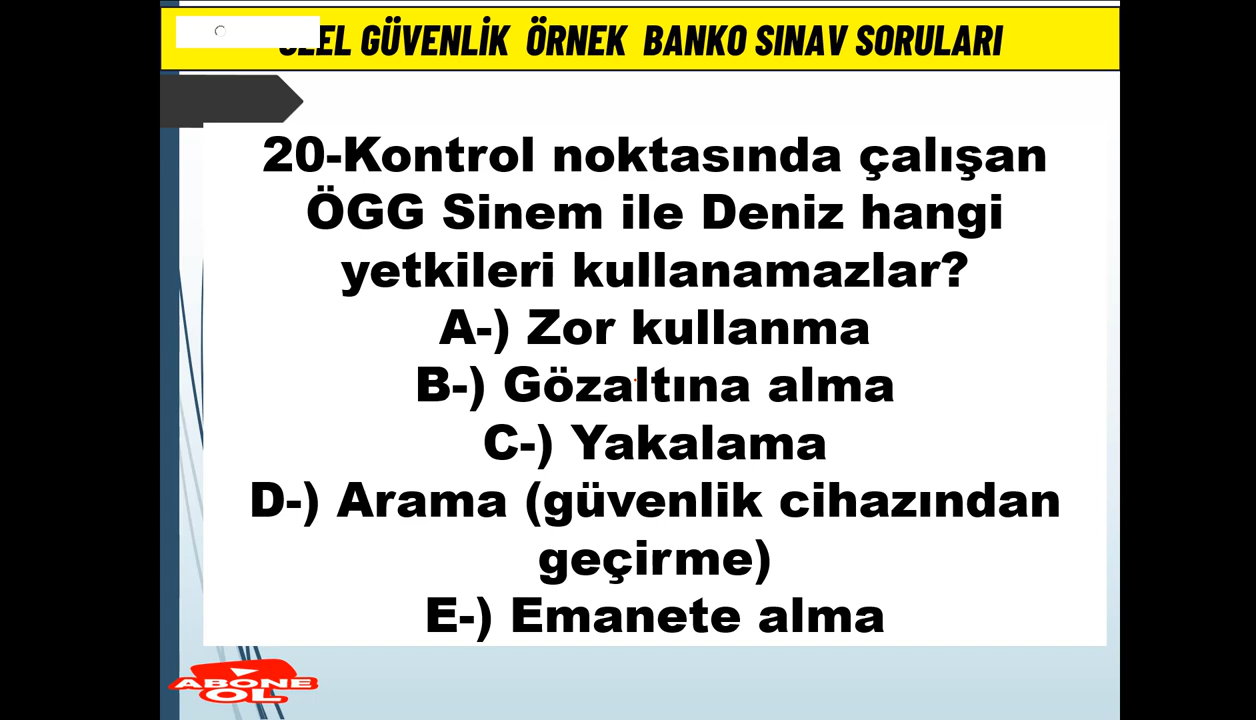 ÖZEL GÜVENLİK ÖRNEK BANKO SINAV SORULARI
20-Kontrol noktasında çalışan
ÖGG Sinem ile Deniz hangi
yetkileri kullanamazlar?
A-) Zor kullanma
B-) Gözaltına alma
C-) Yakalama
D-) Arama (güvenlik cihazından
geçirme)
E-) Emanete alma
ABONE
OL